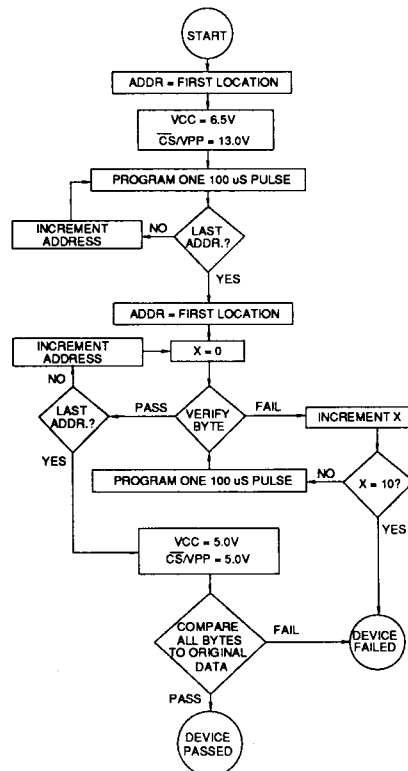 START
ADDR = FIRST LOCATION
VCC = 6.5V
CS/VPP = 13.0V
PROGRAM ONE 100 uS PULSE
INCREMENT
ADDRESS
NO
LAST
ADDR.?
YES
ADDR = FIRST LOCATION
INCREMENT
ADDRESS
X = 0
NO
LAST
ADDR.?
PASS
VERIFY
BYTE
FAIL
INCREMENT X
YES
PROGRAM ONE 100 uS PULSE
NO
X = 10?
YES
VCC = 5.0V
CS/VPP = 5.0V
COMPARE
ALL BYTES
TO ORIGINAL
DATA
FAIL
DEVICE
FAILED
PASS
DEVICE
PASSED